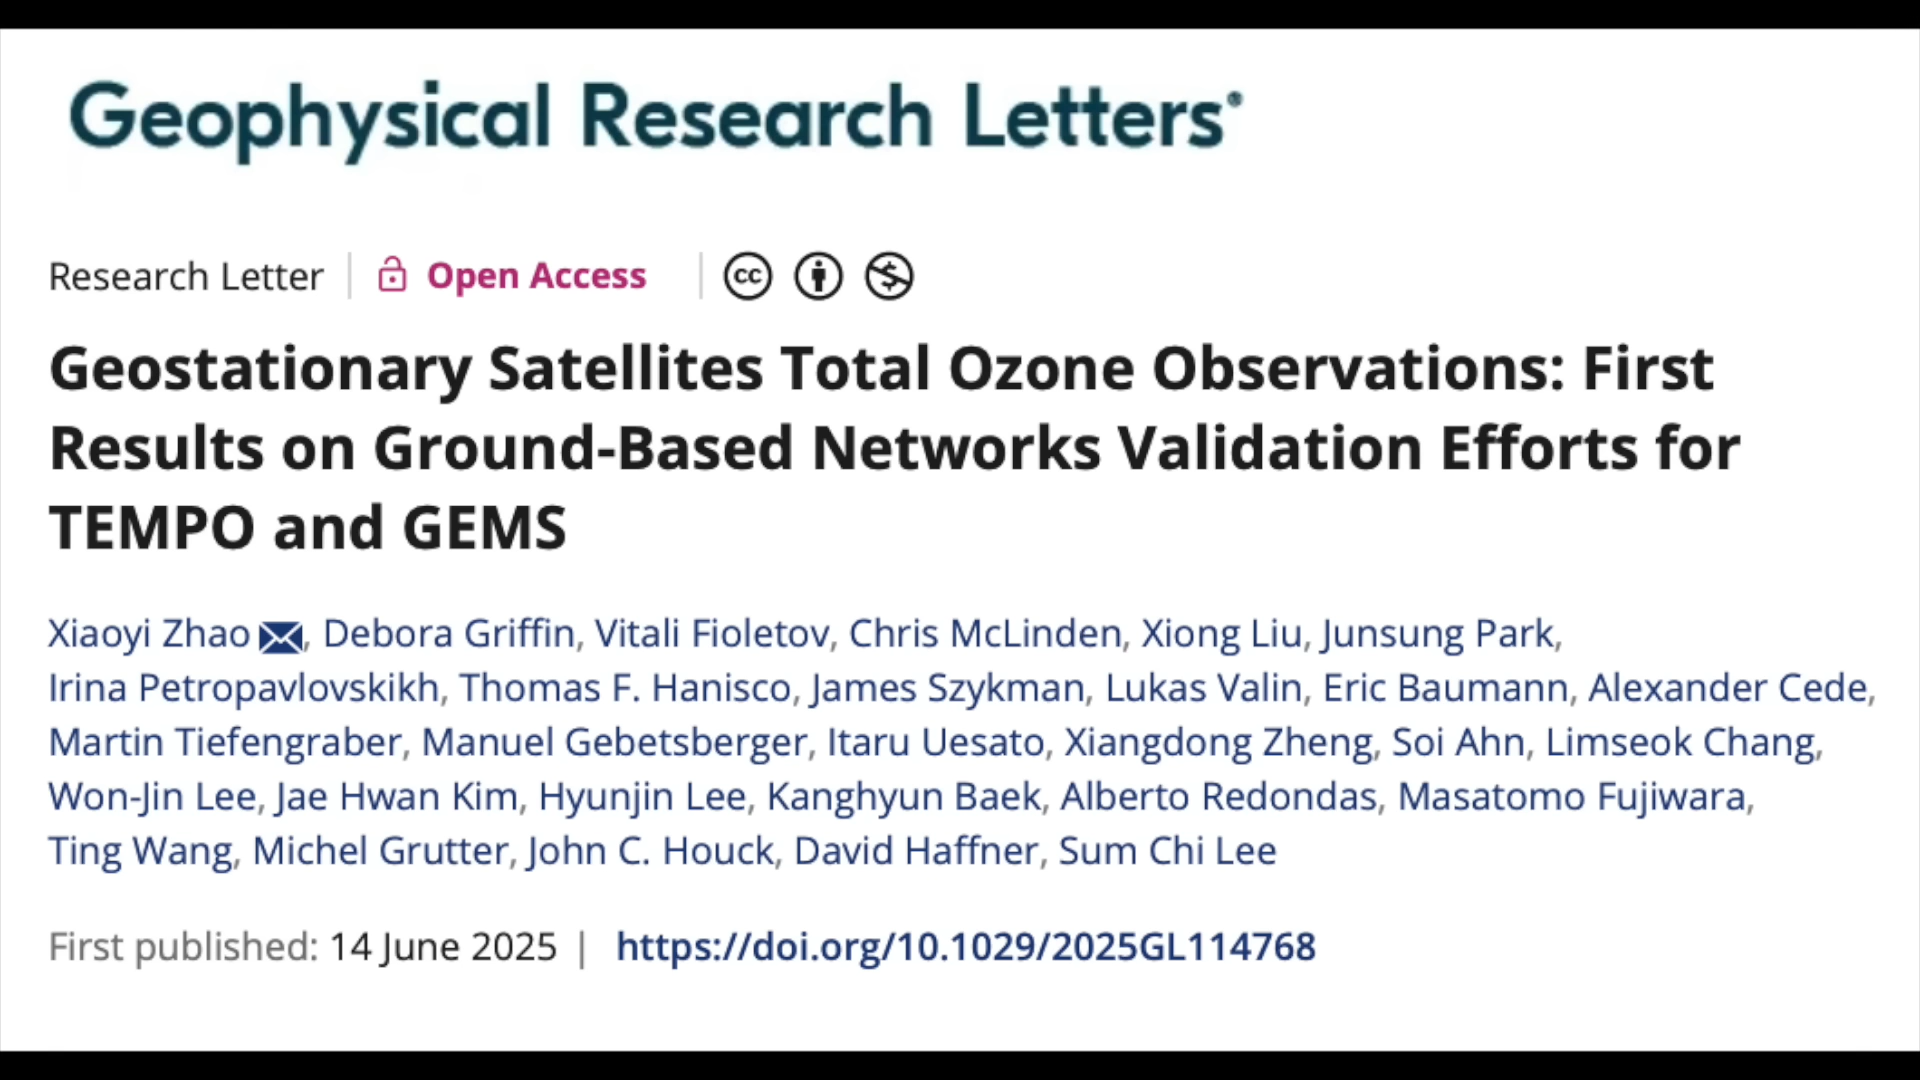 Geophysical Research Letters®
Research Letter | Open Access | cc
Geostationary Satellites Total Ozone Observations: First
Results on Ground-Based Networks Validation Efforts for
TEMPO and GEMS
Xiaoyi Zhao, Debora Griffin, Vitali Fioletov, Chris McLinden, Xiong Liu, Junsung Park,
Irina Petropavlovskikh, Thomas F. Hanisco, James Szykman, Lukas Valin, Eric Baumann, Alexander Cede,
Martin Tiefengraber, Manuel Gebetsberger, Itaru Uesato, Xiangdong Zheng, Soi Ahn, Limseok Chang,
Won-Jin Lee, Jae Hwan Kim, Hyunjin Lee, Kanghyun Baek, Alberto Redondas, Masatomo Fujiwara,
Ting Wang, Michel Grutter, John C. Houck, David Haffner, Sum Chi Lee
First published: 14 June 2025 | https://doi.org/10.1029/2025GL114768